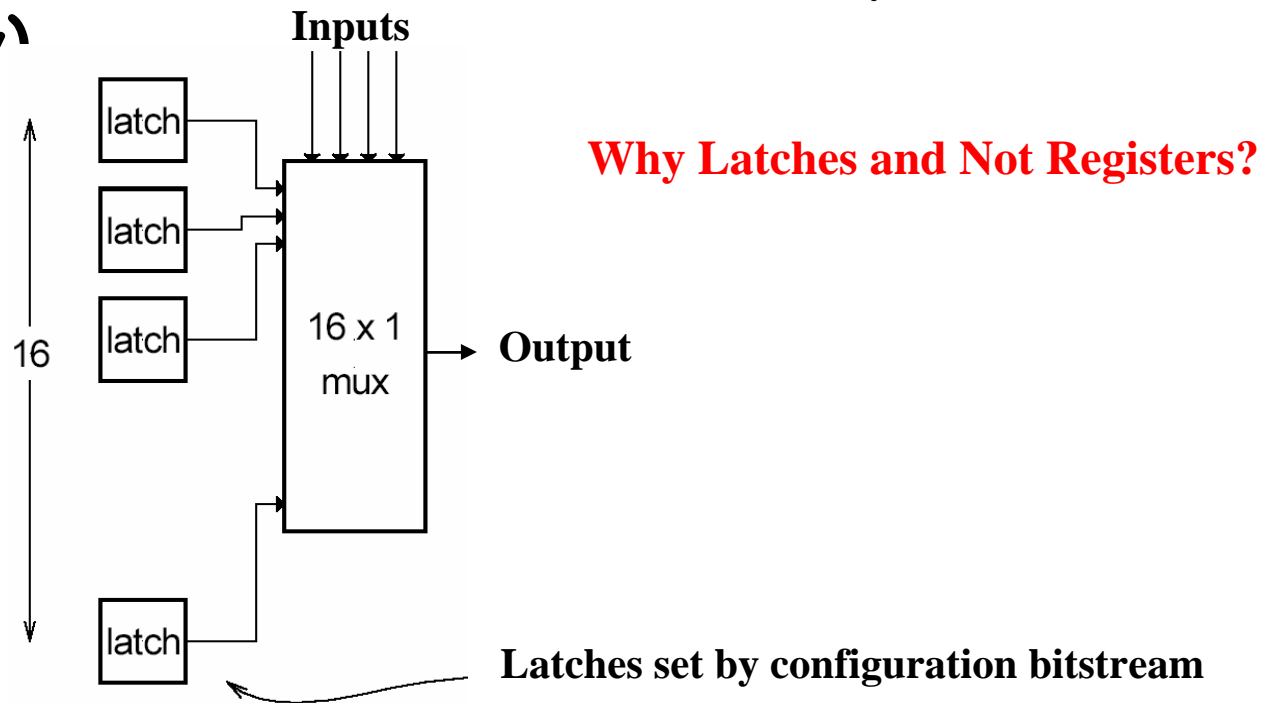 Inputs
latch
Why Latches and Not Registers?
latch
latch
16 x 1
mux
16
Output
latch
Latches set by configuration bitstream